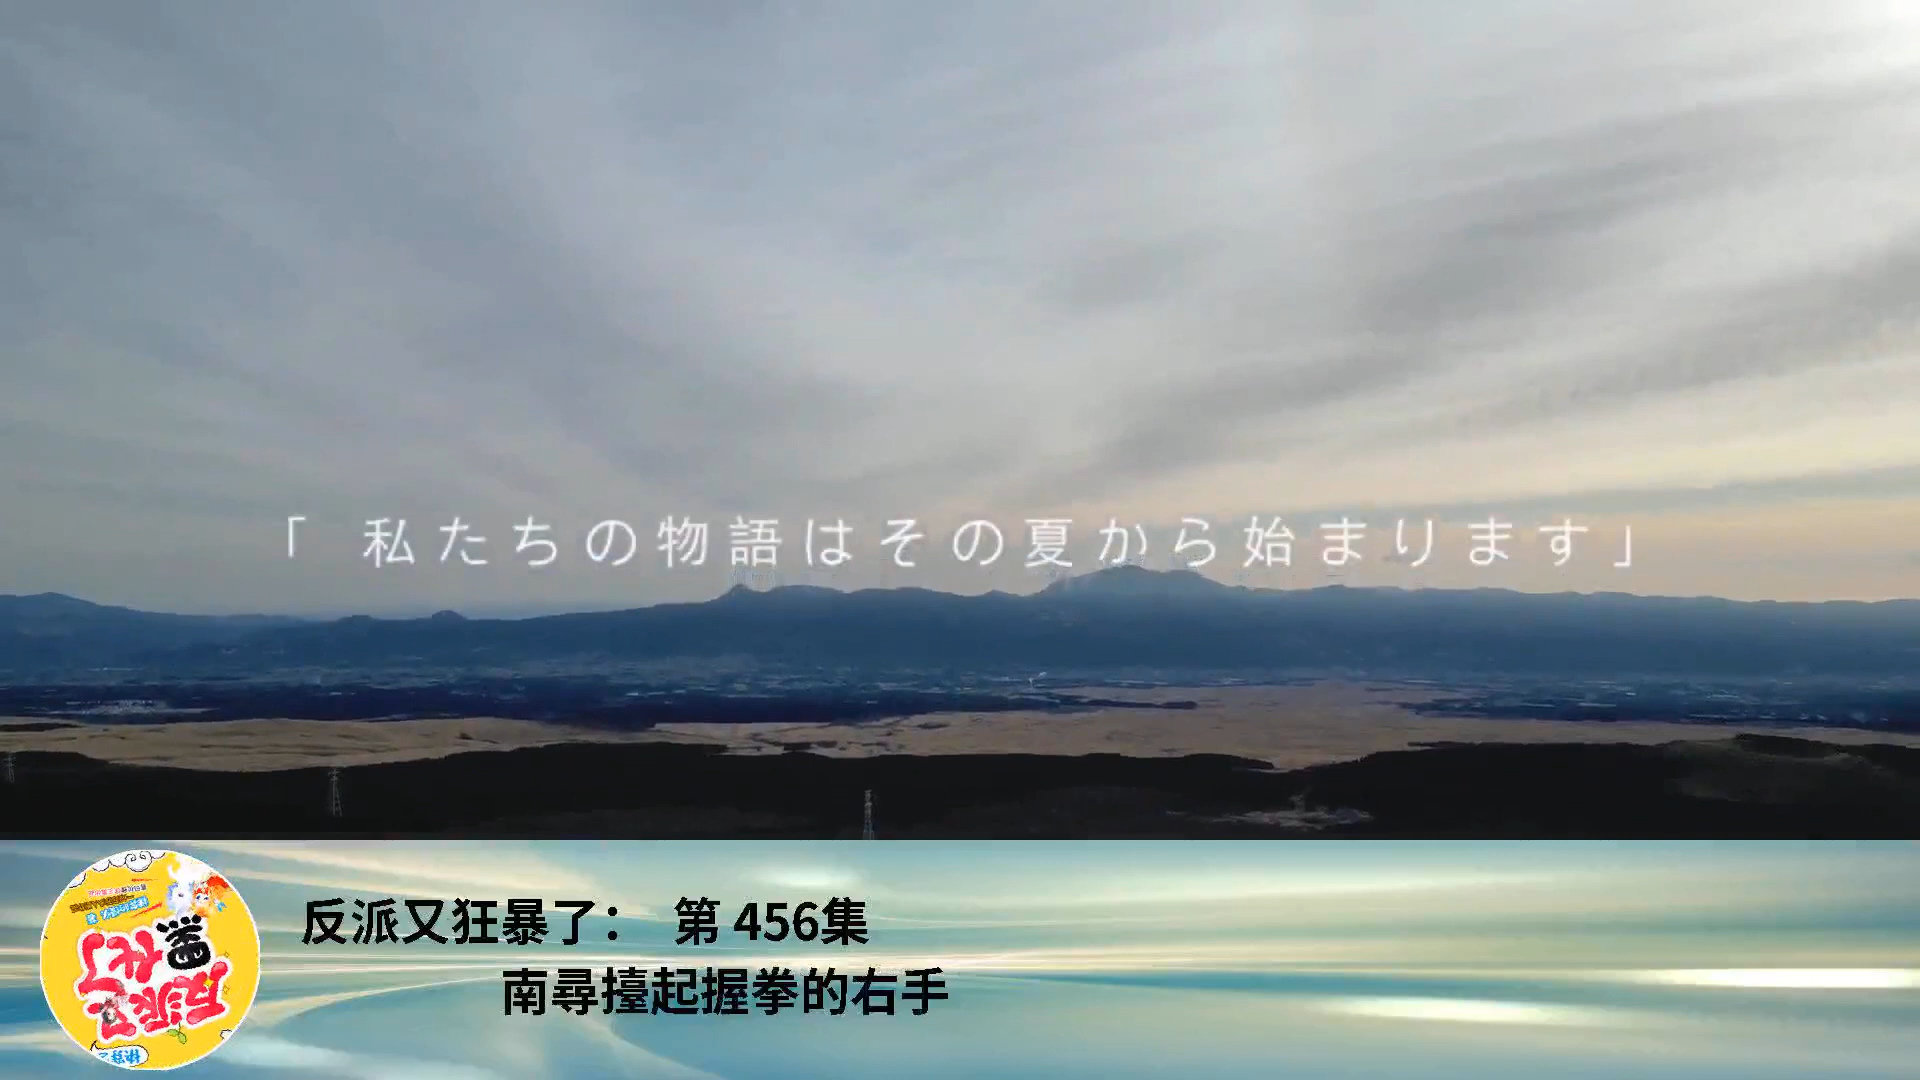 「 私たちの物語はその夏から始まります」
反派又狂暴了： 第 456集
南尋擡起握拳的右手